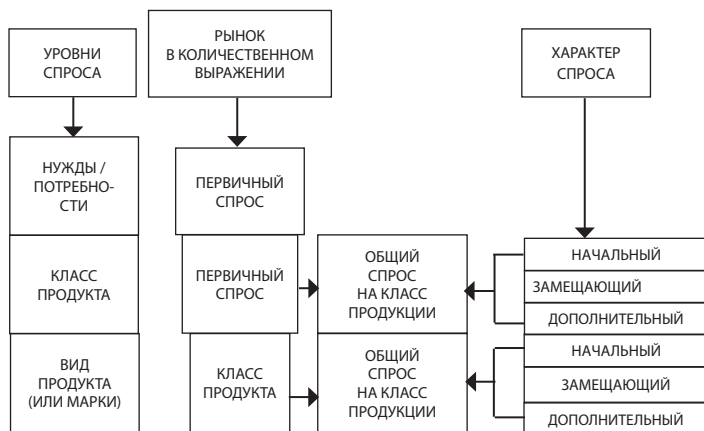 УРОВНИ
СПРОСА
РЫНОК
В КОЛИЧЕСТВЕННОМ
ВЫРАЖЕНИИ
ХАРАКТЕР
СПРОСА
НУЖДЫ /
ПОТРЕБНО-
СТИ
ПЕРВИЧНЫЙ
СПРОС
КЛАСС
ПРОДУКТА
ПЕРВИЧНЫЙ
СПРОС
ОБЩИЙ
СПРОС
НА КЛАСС
ПРОДУКЦИИ
НАЧАЛЬНЫЙ
ЗАМЕЩАЮЩИЙ
ДОПОЛНИТЕЛЬНЫЙ
ВИД
ПРОДУКТА
(ИЛИ МАРКИ)
КЛАСС
ПРОДУКТА
ОБЩИЙ
СПРОС
НА КЛАСС
ПРОДУКЦИИ
НАЧАЛЬНЫЙ
ЗАМЕЩАЮЩИЙ
ДОПОЛНИТЕЛЬНЫЙ